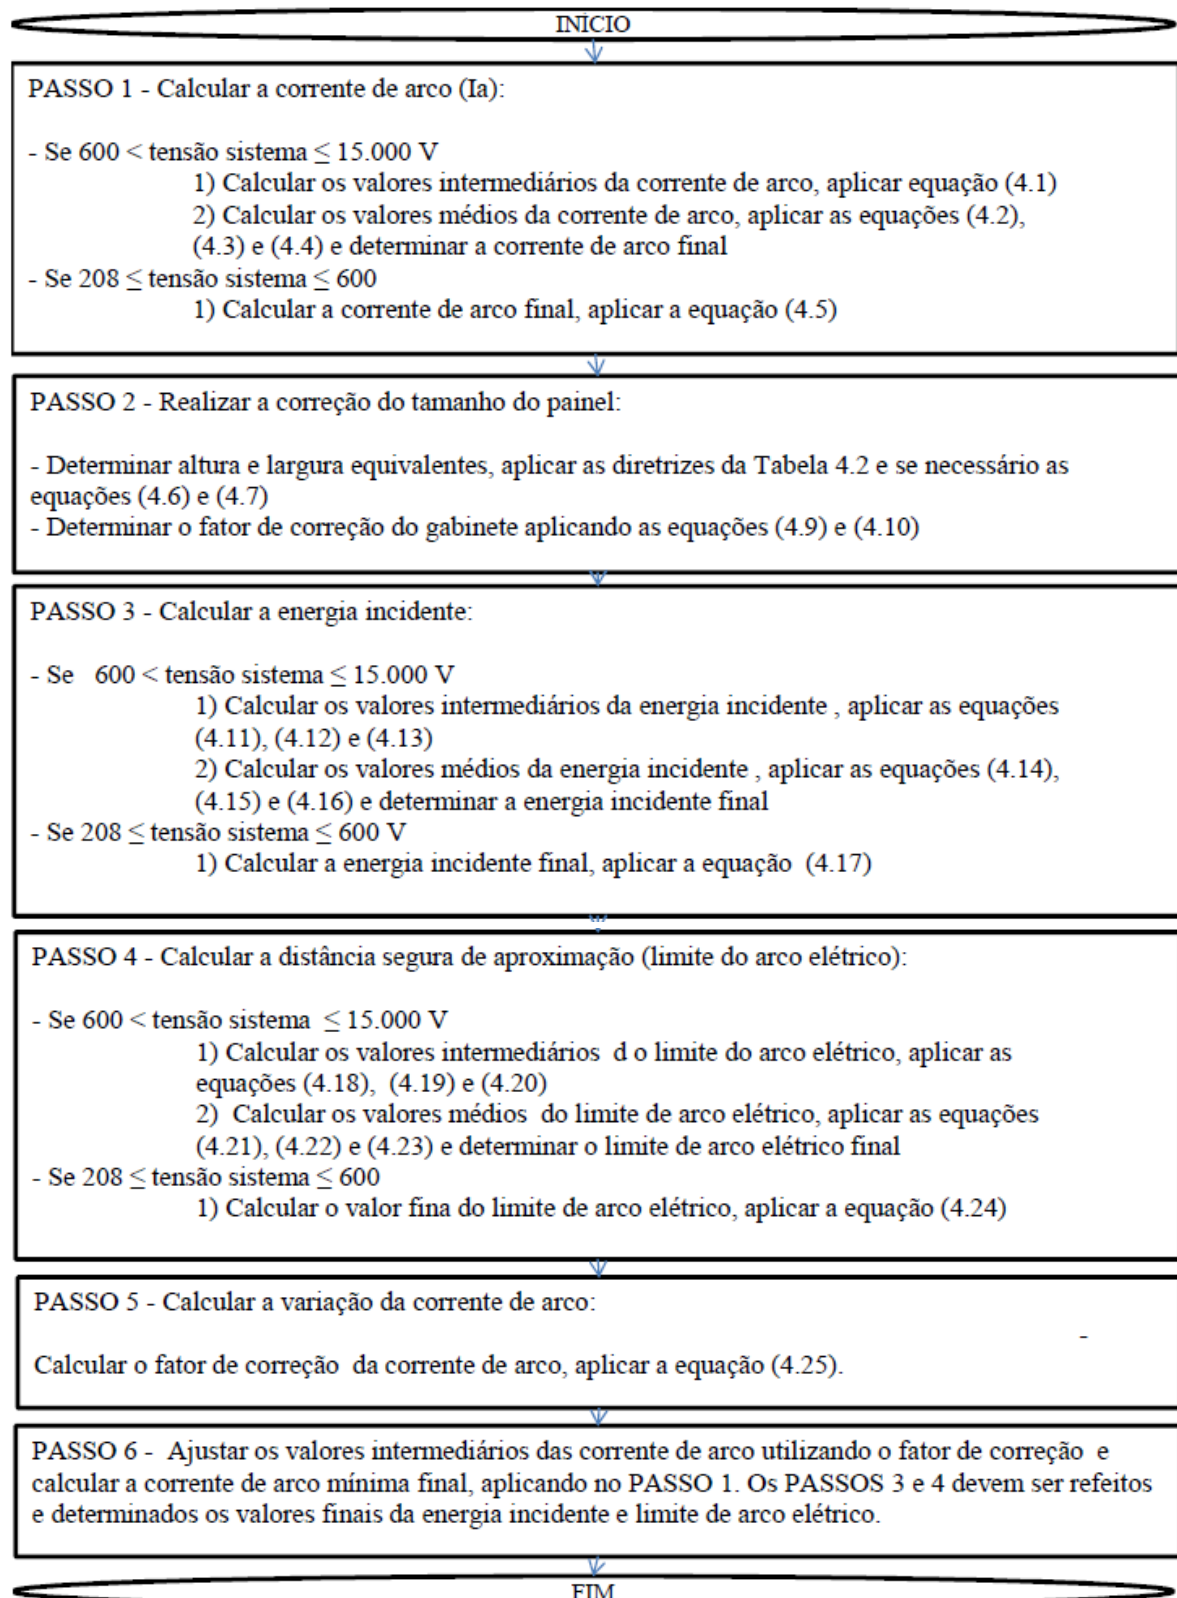 INÍCIO
PASSO 1 - Calcular a corrente de arco (Ia):
- Se 600 < tensão sistema ≤ 15.000 V
1) Calcular os valores intermediários da corrente de arco, aplicar equação (4.1)
2) Calcular os valores médios da corrente de arco, aplicar as equações (4.2),
(4.3) e (4.4) e determinar a corrente de arco final
- Se 208 ≤ tensão sistema ≤ 600
1) Calcular a corrente de arco final, aplicar a equação (4.5)
PASSO 2 - Realizar a correção do tamanho do painel:
- Determinar altura e largura equivalentes, aplicar as diretrizes da Tabela 4.2 e se necessário as
equações (4.6) e (4.7)
- Determinar o fator de correção do gabinete aplicando as equações (4.9) e (4.10)
PASSO 3 - Calcular a energia incidente:
- Se 600 < tensão sistema ≤ 15.000 V
1) Calcular os valores intermediários da energia incidente , aplicar as equações
(4.11), (4.12) e (4.13)
2) Calcular os valores médios da energia incidente , aplicar as equações (4.14),
(4.15) e (4.16) e determinar a energia incidente final
- Se 208 ≤ tensão sistema ≤ 600 V
1) Calcular a energia incidente final, aplicar a equação (4.17)
PASSO 4 - Calcular a distância segura de aproximação (limite do arco elétrico):
- Se 600 < tensão sistema ≤ 15.000 V
1) Calcular os valores intermediários d o limite do arco elétrico, aplicar as
equações (4.18), (4.19) e (4.20)
2) Calcular os valores médios do limite de arco elétrico, aplicar as equações
(4.21), (4.22) e (4.23) e determinar o limite de arco elétrico final
- Se 208 ≤ tensão sistema ≤ 600
1) Calcular o valor fina do limite de arco elétrico, aplicar a equação (4.24)
PASSO 5 - Calcular a variação da corrente de arco:
-
Calcular o fator de correção da corrente de arco, aplicar a equação (4.25).
PASSO 6 - Ajustar os valores intermediários das corrente de arco utilizando o fator de correção e
calcular a corrente de arco mínima final, aplicando no PASSO 1. Os PASSOS 3 e 4 devem ser refeitos
e determinados os valores finais da energia incidente e limite de arco elétrico.
FIM